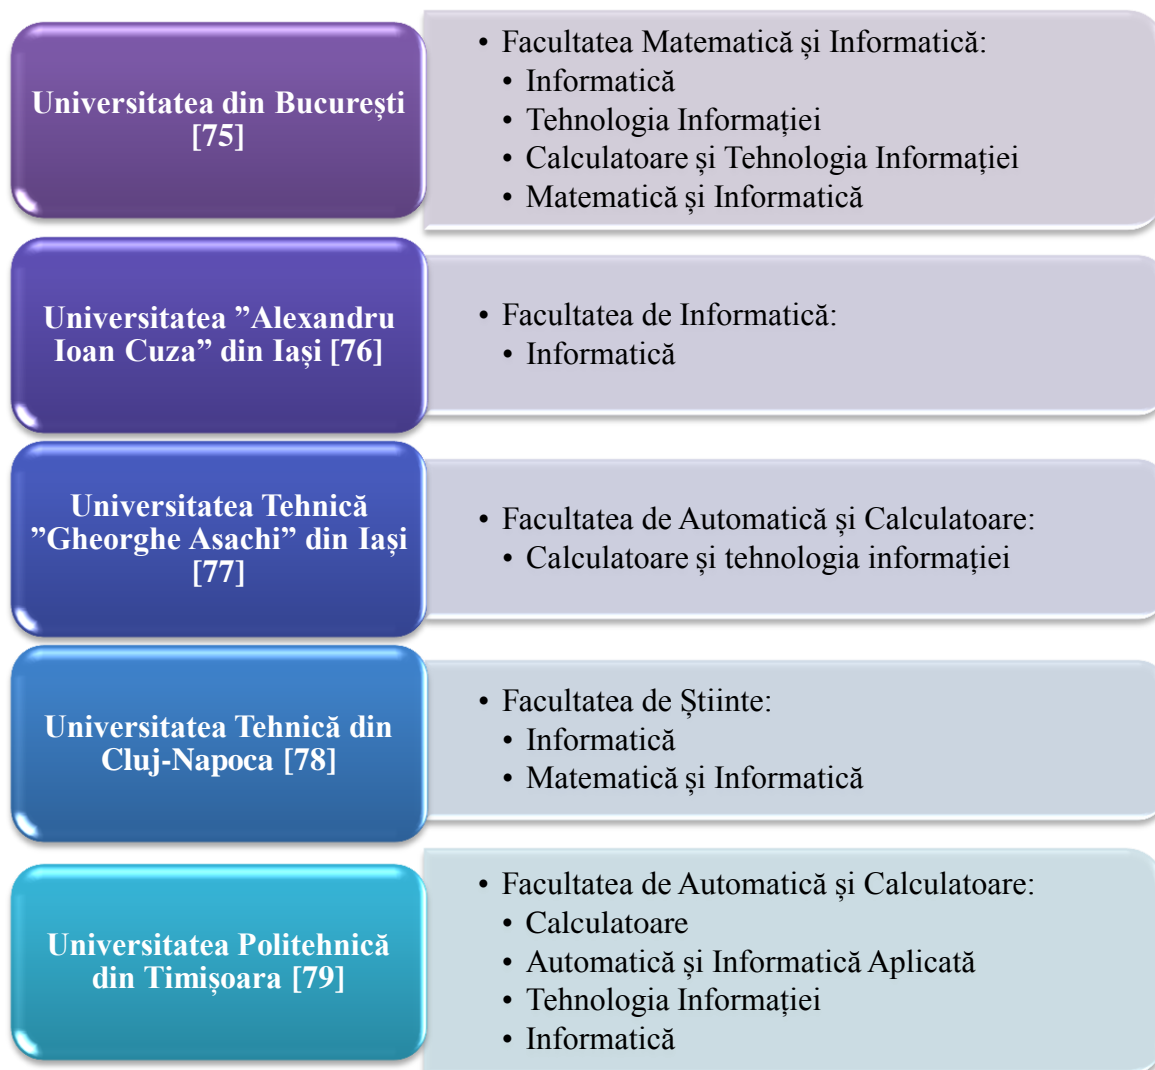 Universitatea din București
[75]
• Facultatea Matematică și Informatică:
• Informatică
• Tehnologia Informației
• Calculatoare și Tehnologia Informației
• Matematică și Informatică
Universitatea ”Alexandru
Ioan Cuza” din Iași [76]
• Facultatea de Informatică:
• Informatică
Universitatea Tehnică
”Gheorghe Asachi” din Iași
[77]
• Facultatea de Automatică și Calculatoare:
• Calculatoare și tehnologia informației
Universitatea Tehnică din
Cluj-Napoca [78]
• Facultatea de Știinte:
• Informatică
• Matematică și Informatică
Universitatea Politehnică
din Timișoara [79]
• Facultatea de Automatică și Calculatoare:
• Calculatoare
• Automatică și Informatică Aplicată
• Tehnologia Informației
• Informatică